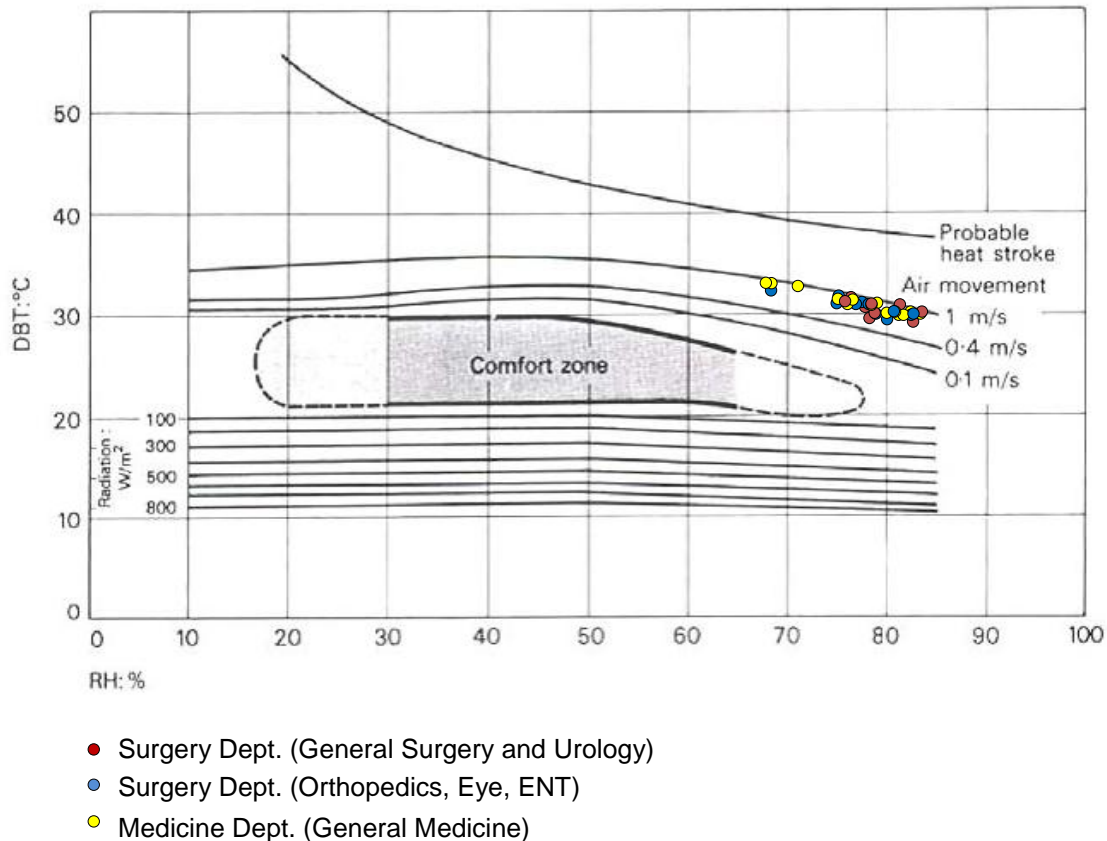 50
40
Probable
heat stroke
Air movement
DBT:°C
30
1 m/s
0·4 m/s
Comfort zone
0·1 m/s
20
100
Radiation :
W/m²
300
500
10
800
0
0 10 20 30 40 50 60 70 80 90 100
RH: %
Surgery Dept. (General Surgery and Urology)
Surgery Dept. (Orthopedics, Eye, ENT)
Medicine Dept. (General Medicine)